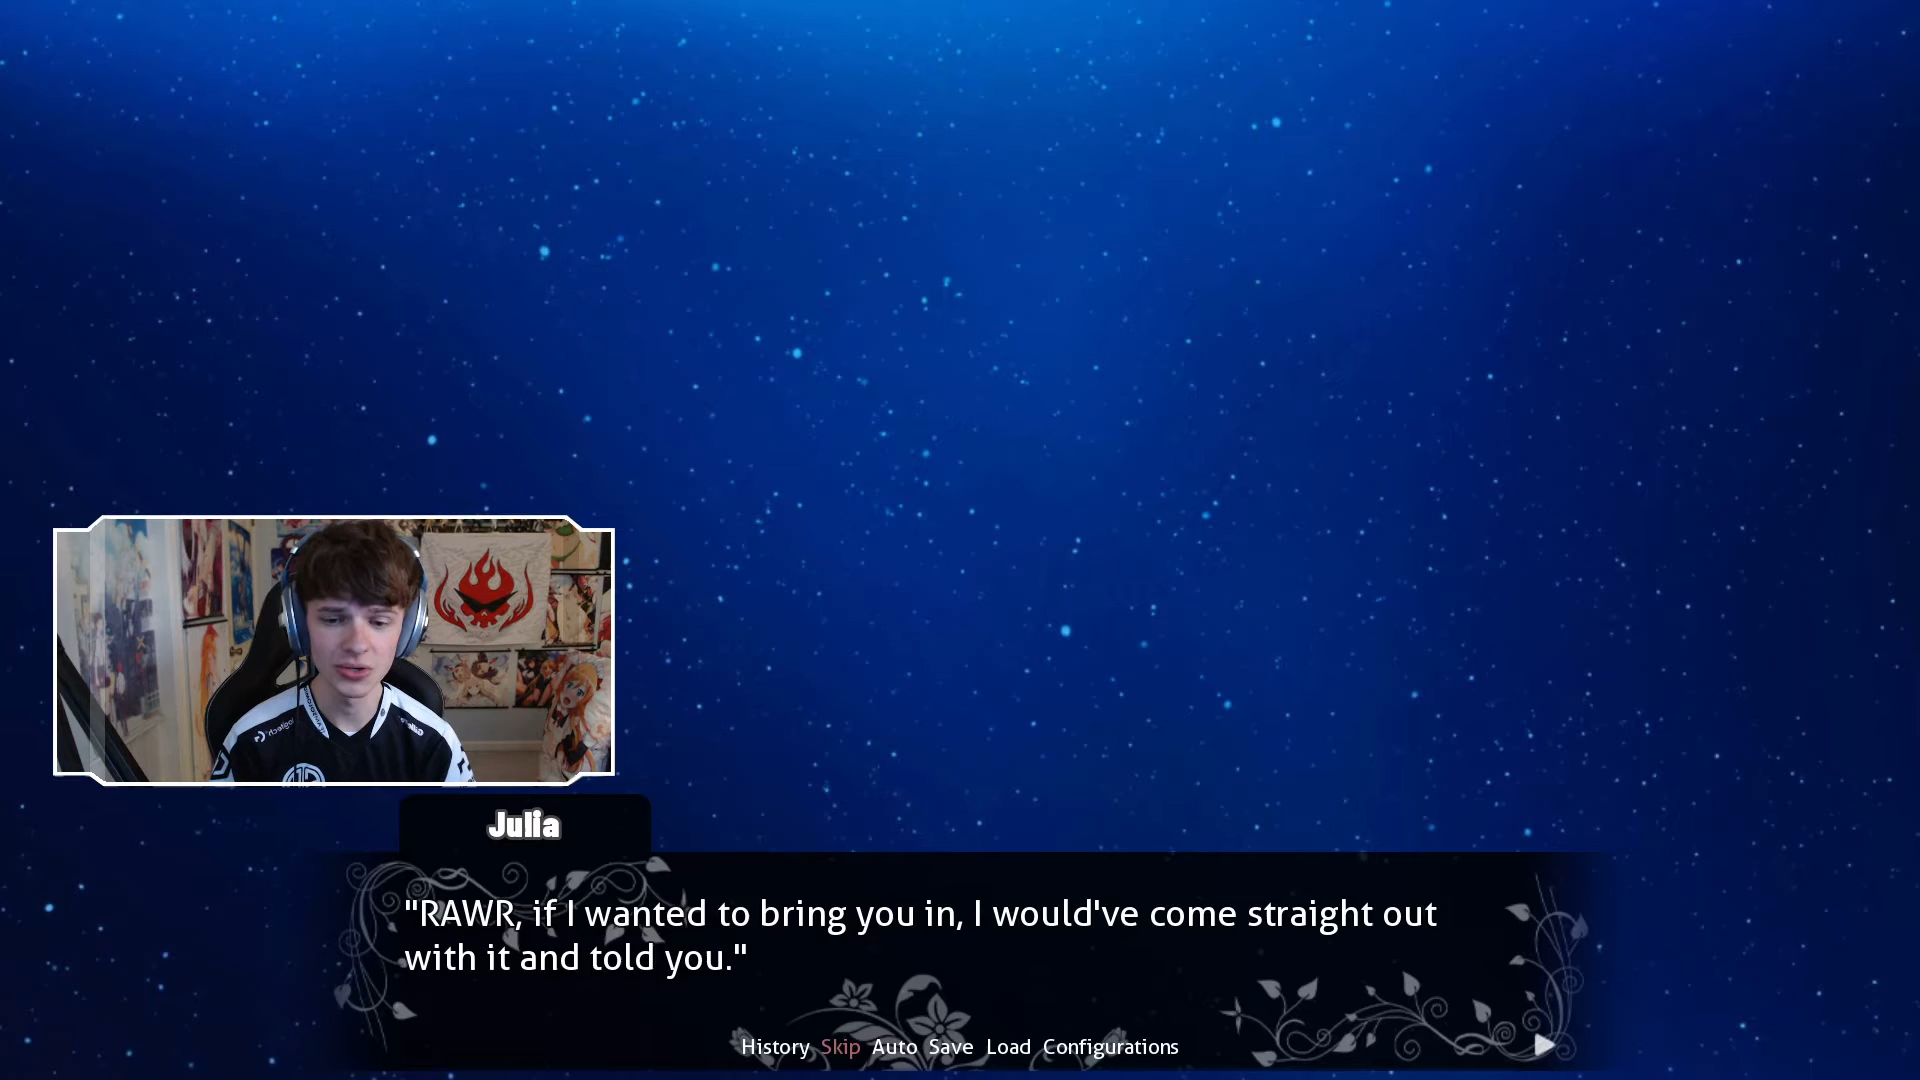 Julia
"RAWR, if I wanted to bring you in, I would've come straight out
with it and told you."
History Skip Auto Save Load Configurations